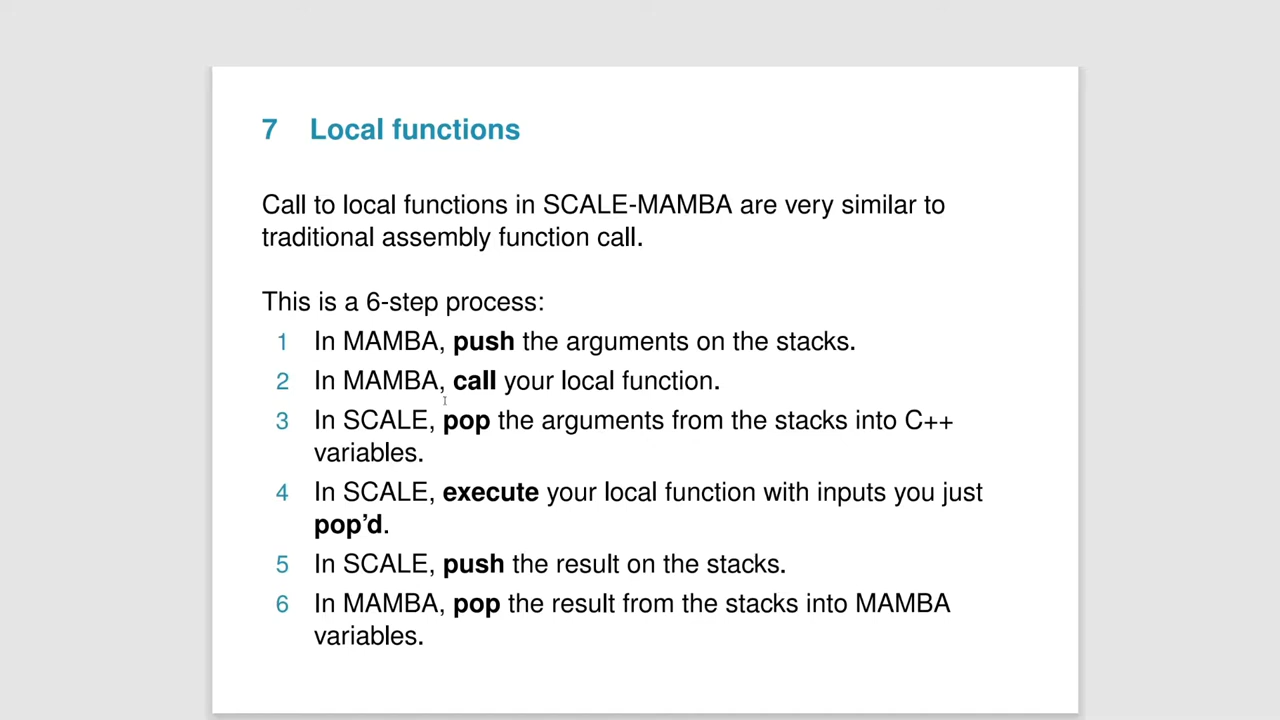 7 Local functions
Call to local functions in SCALE-MAMBA are very similar to
traditional assembly function call.
This is a 6-step process:
1 In MAMBA, push the arguments on the stacks.
2 In MAMBA, call your local function.
3 In SCALE, pop the arguments from the stacks into C++
variables.
4 In SCALE, execute your local function with inputs you just
pop’d.
5 In SCALE, push the result on the stacks.
6 In MAMBA, pop the result from the stacks into MAMBA
variables.